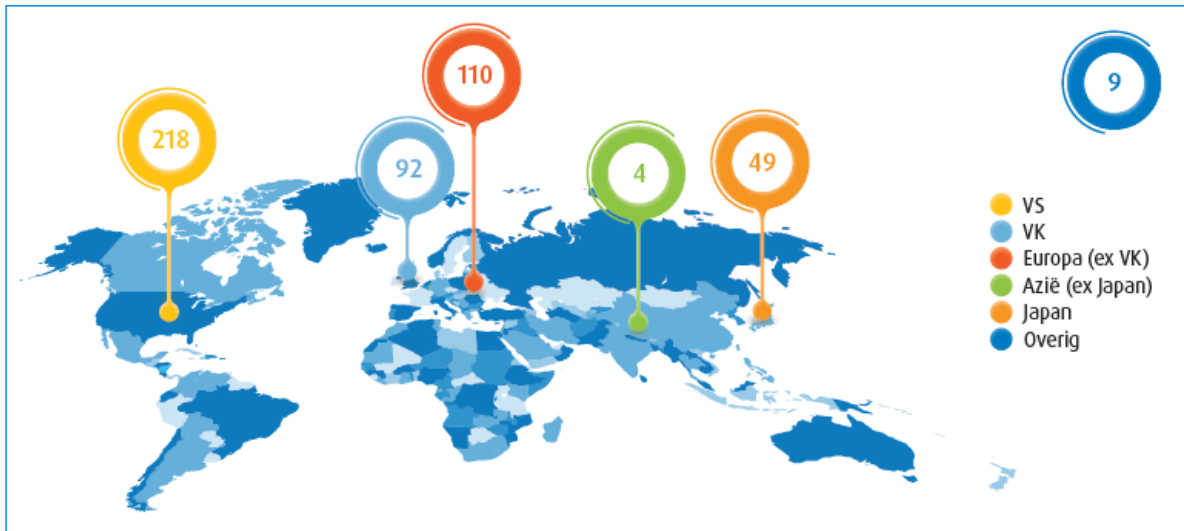 218
92
110
4
49
9
VS
VK
Europa (ex VK)
Azië (ex Japan)
Japan
Overig